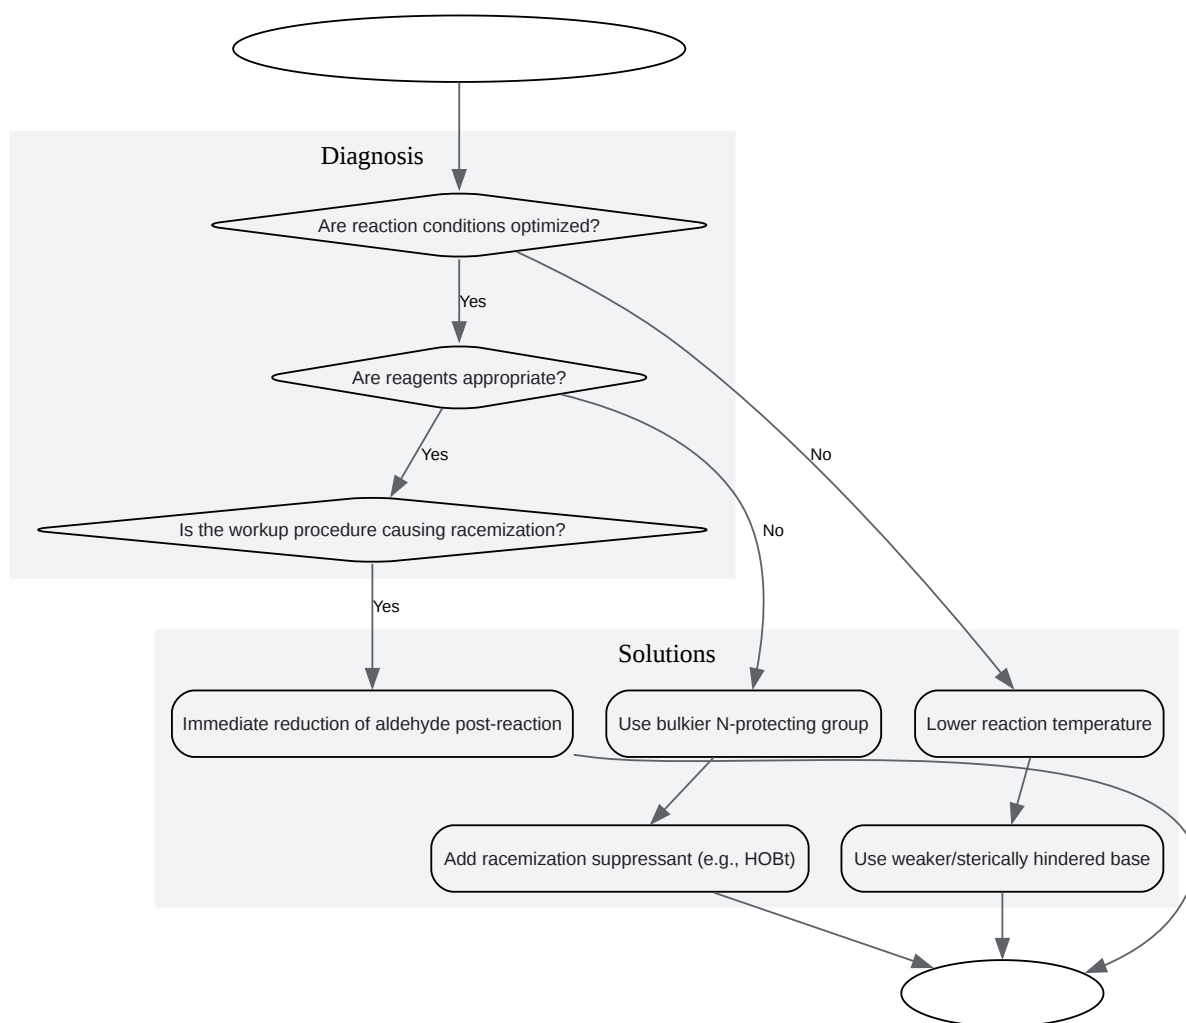 Diagnosis
Are reaction conditions optimized?
Yes
Are reagents appropriate?
Yes
No
Is the workup procedure causing racemization?
No
Yes
Solutions
Immediate reduction of aldehyde post-reaction
Use bulkier N-protecting group
Lower reaction temperature
Add racemization suppressant (e.g., HOBt)
Use weaker/sterically hindered base